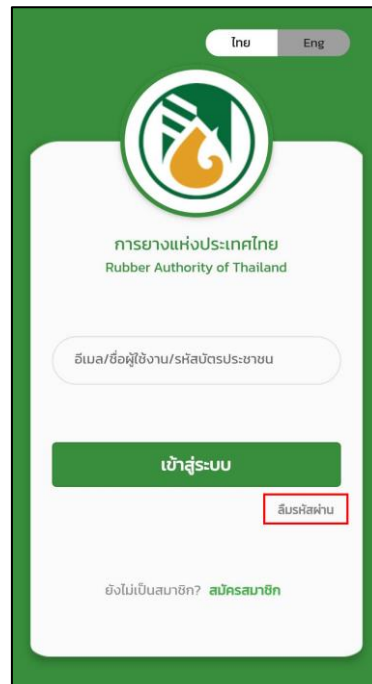 ไทย Eng
การยางแห่งประเทศไทย
Rubber Authority of Thailand
อีเมล/ชื่อผู้ใช้งาน/รหัสบัตรประชาชน
เข้าสู่ระบบ
ลืมรหัสผ่าน
ยังไม่เป็นสมาชิก? สมัครสมาชิก